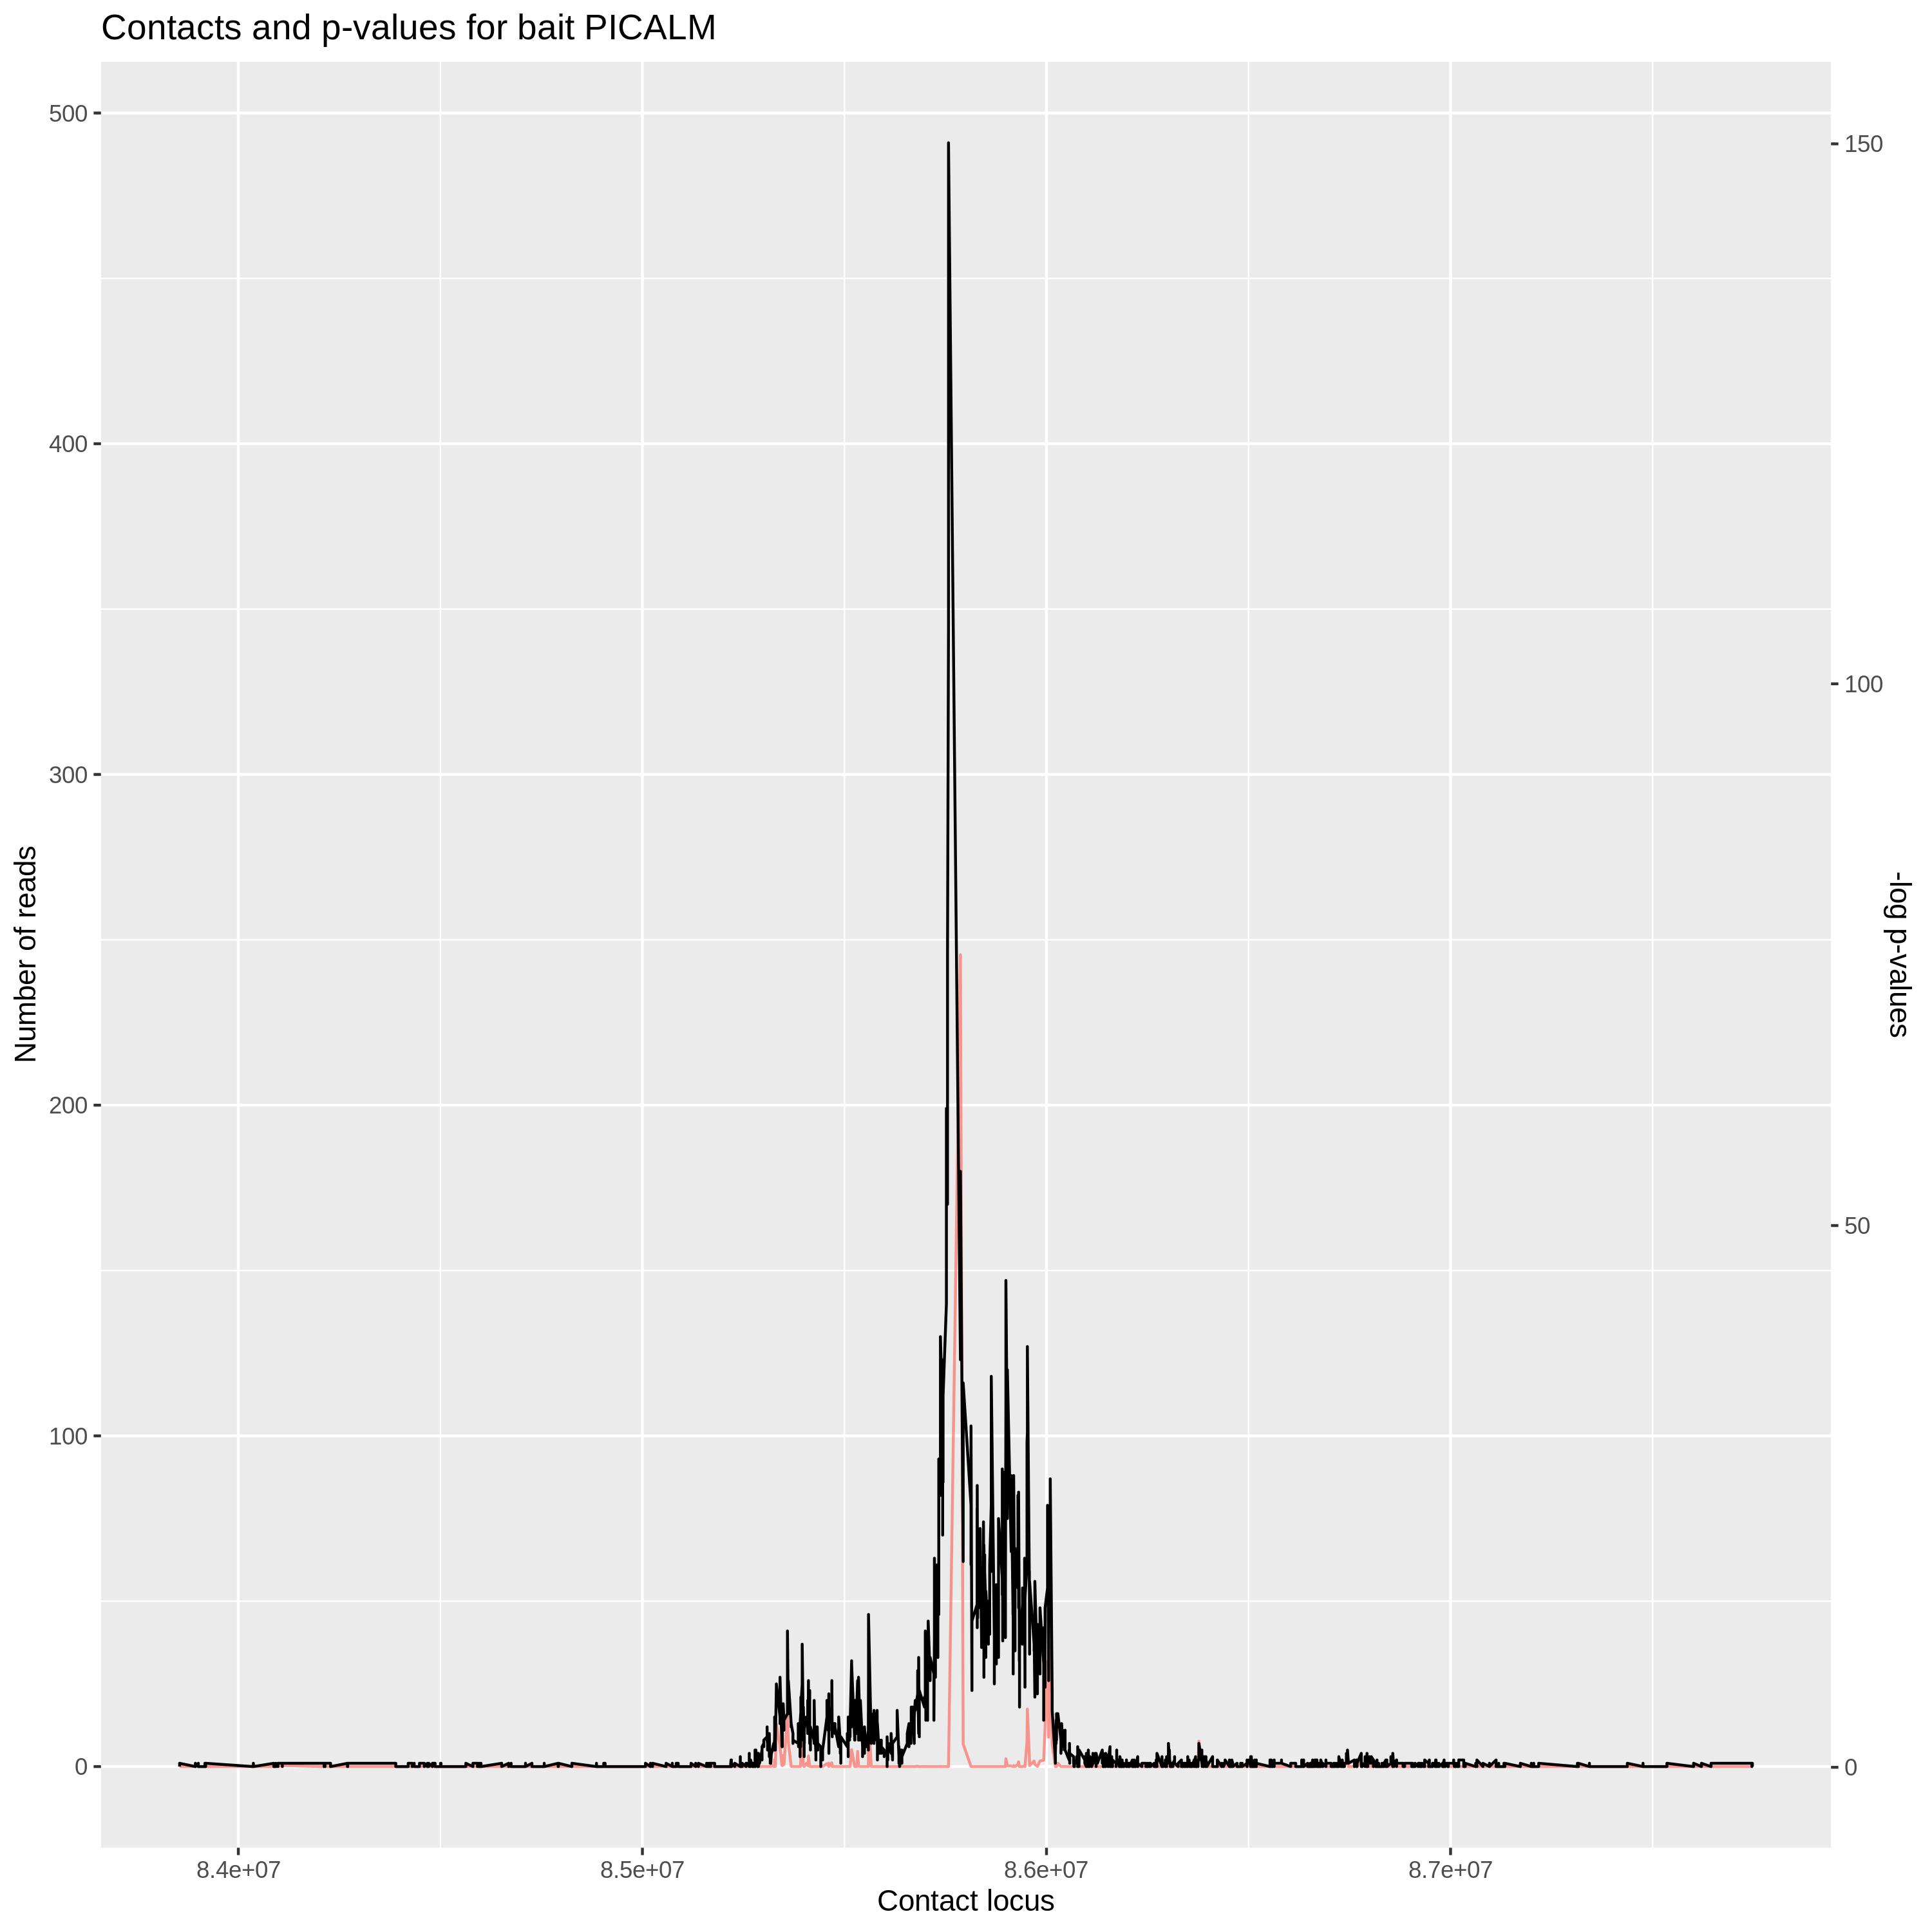 Contacts and p-values for bait PICALM
500
400
300
200
100
0
Number of reads
150
100
50
0
-log p-values
8.4e+07
8.5e+07
8.6e+07
8.7e+07
Contact locus